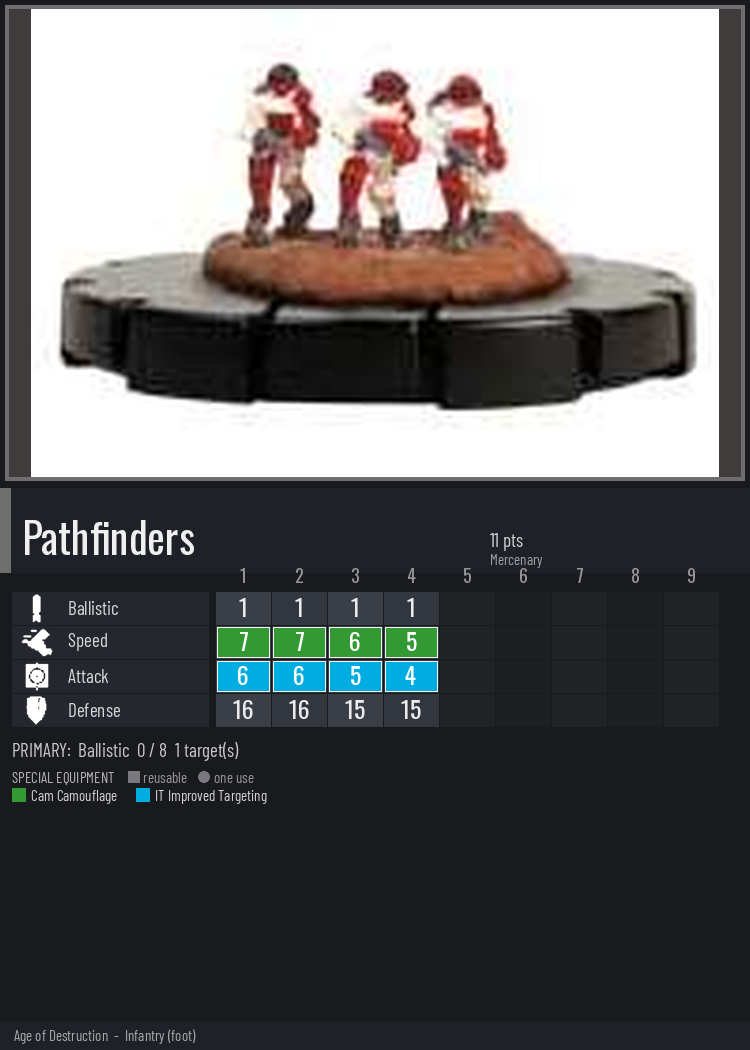 Pathfinders
11 pts
Mercenary
1 2 3 4 5 6 7 8 9
Ballistic 1 1 1 1
Speed 7 7 6 5
Attack 6 6 5 4
Defense 16 16 15 15
PRIMARY: Ballistic 0 / 8 1 target(s)
SPECIAL EQUIPMENT reusable one use
Cam Camouflage IT Improved Targeting
Age of Destruction - Infantry (foot)